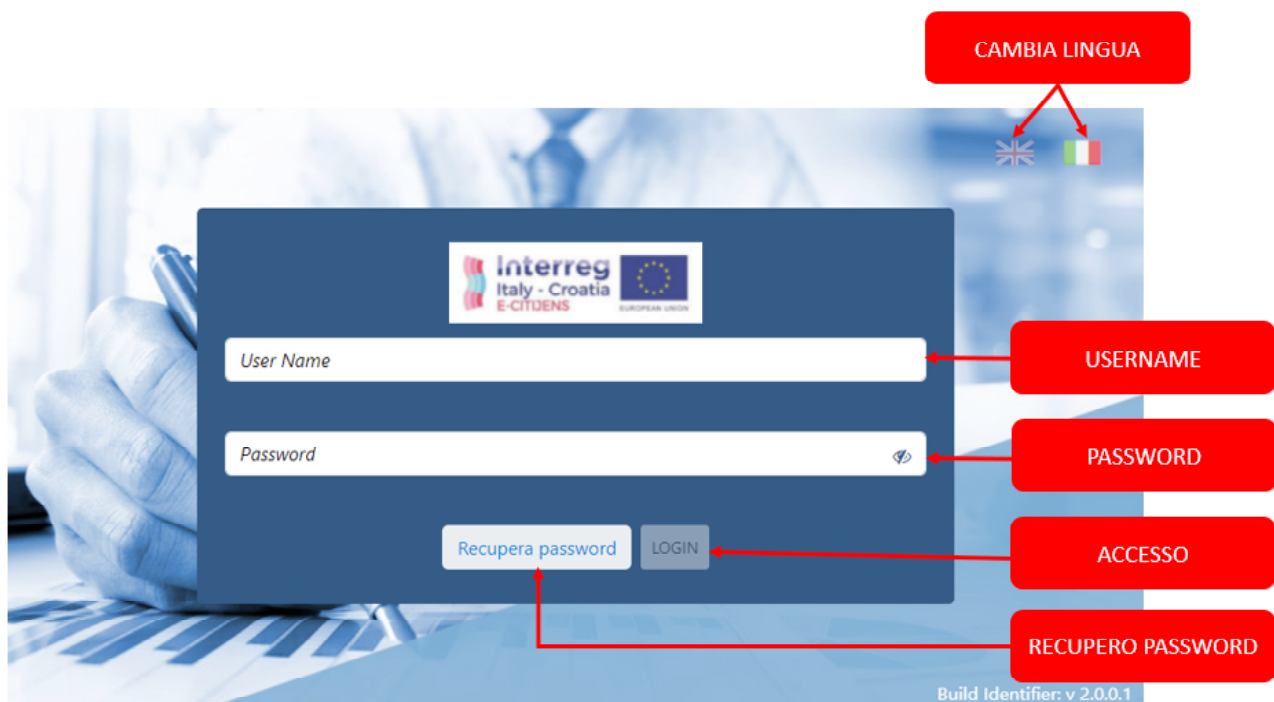 CAMBIA LINGUA
Interreg
Italy - Croatia
E-CITIJENS
EUROPEAN UNION
User Name
USERNAME
Password
PASSWORD
Recupera password
LOGIN
ACCESSO
RECUPERO PASSWORD
Build Identifier: v 2.0.0.1